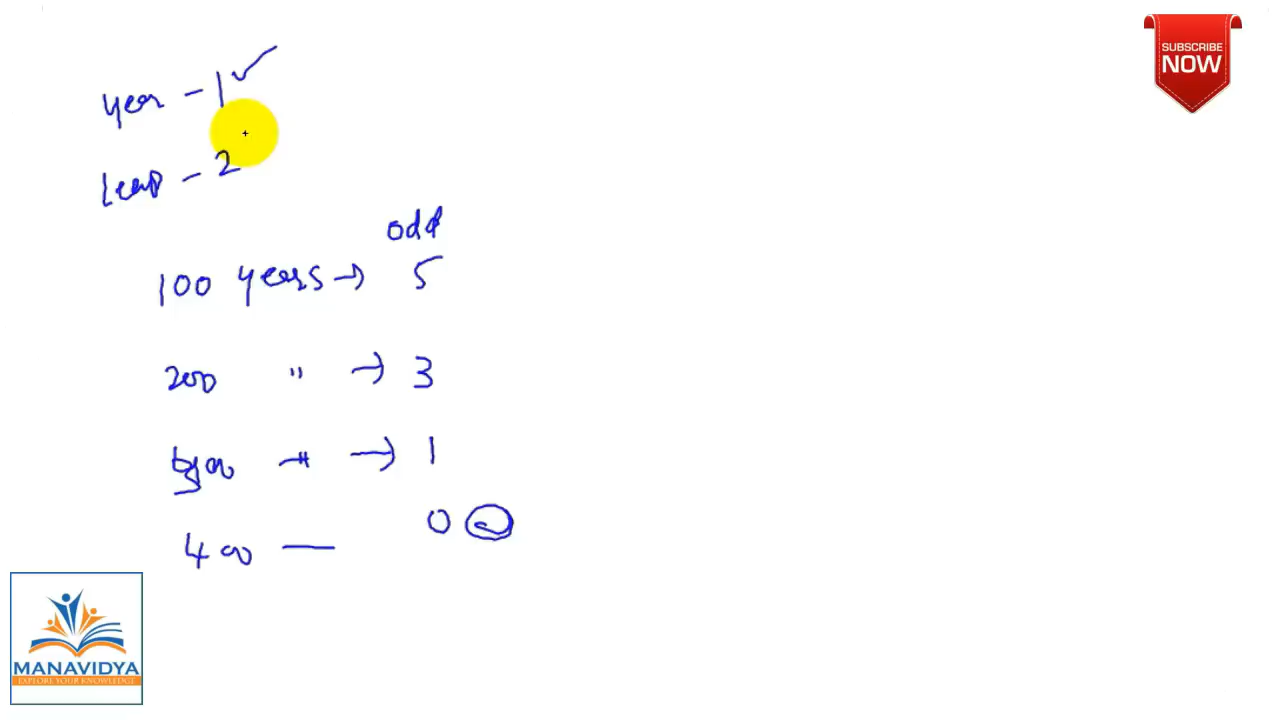 year - 1 ✓
leap - 2
odd
100 years → 5
200 " → 3
300 " → 1
400 — 0
SUBSCRIBE
NOW
MANAVIDYA
EXPLORE YOUR KNOWLEDGE